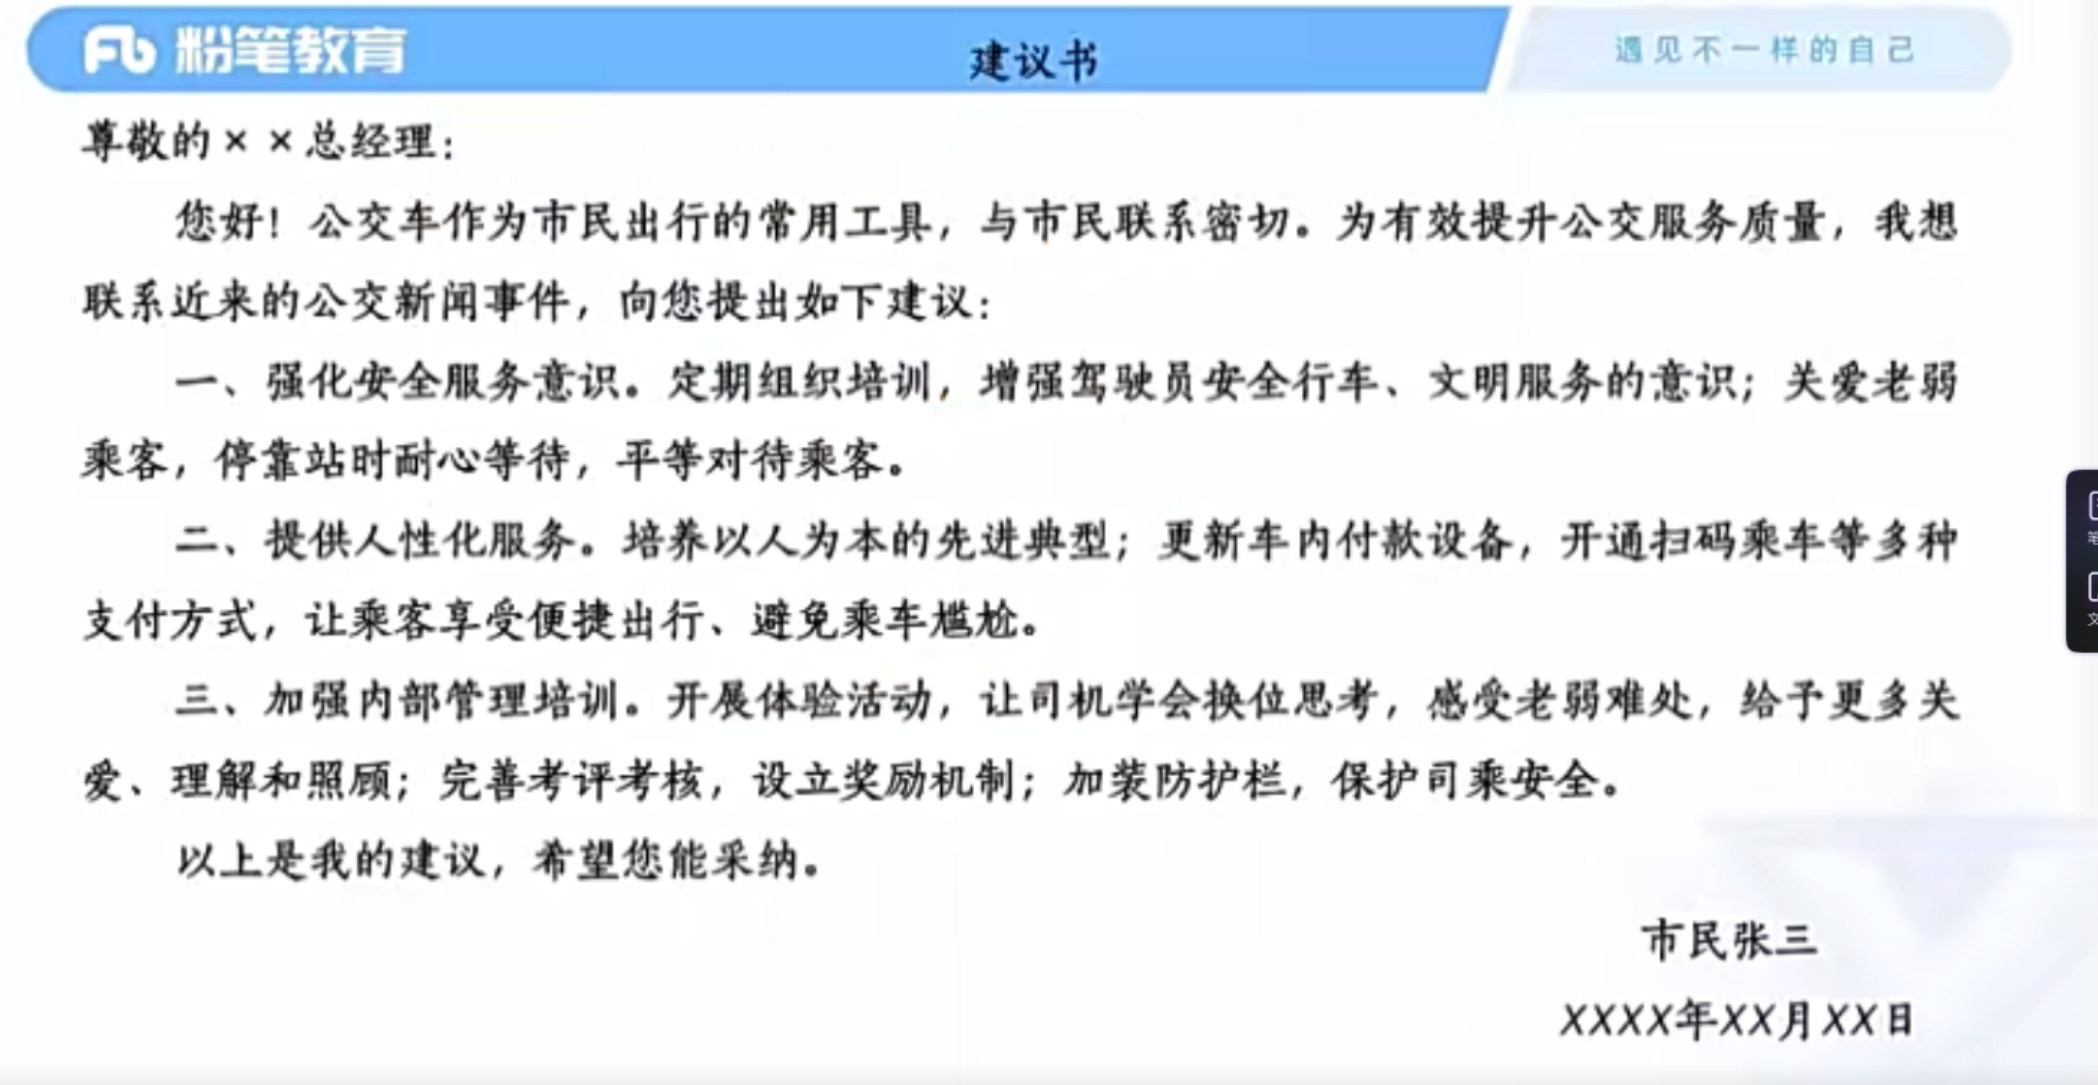 粉笔教育
建议书
遇见不一样的自己
尊敬的××总经理：
您好！公交车作为市民出行的常用工具，与市民联系密切。为有效提升公交服务质量，我想
联系近来的公交新闻事件，向您提出如下建议：
一、强化安全服务意识。定期组织培训，增强驾驶员安全行车、文明服务的意识；关爱老弱
乘客，停靠站时耐心等待，平等对待乘客。
二、提供人性化服务。培养以人为本的先进典型；更新车内付款设备，开通扫码乘车等多种
支付方式，让乘客享受便捷出行、避免乘车尴尬。
三、加强内部管理培训。开展体验活动，让司机学会换位思考，感受老弱难处，给予更多关
爱、理解和照顾；完善考评考核，设立奖励机制；加装防护栏，保护司乘安全。
以上是我的建议，希望您能采纳。
市民张三
XXXX年XX月XX日